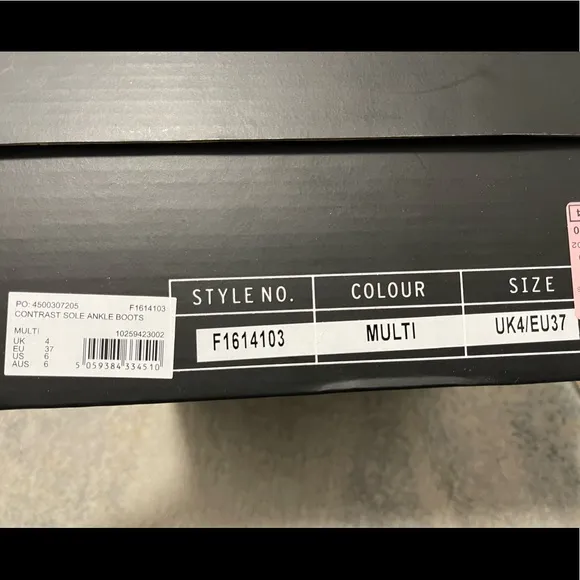 PO: 4500307205 F1614103
CONTRAST SOLE ANKLE BOOTS
MULTI 10259423002
UK 4
EU 37
US 6
AUS 6
5 059384 334510
STYLE NO. COLOUR SIZE
F1614103 MULTI UK4/EU37